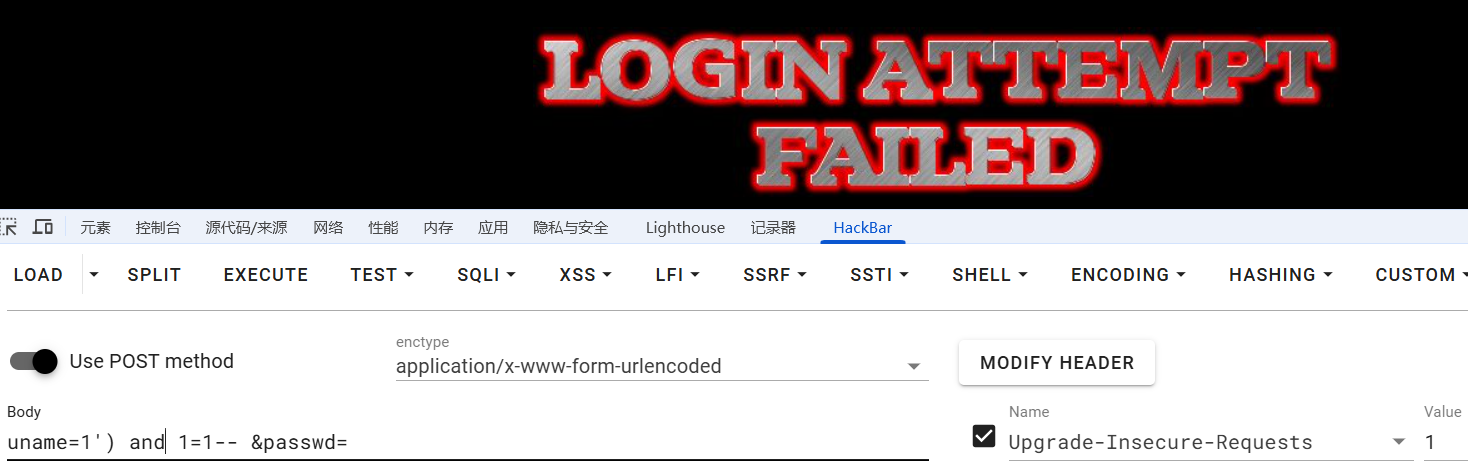 LOGIN ATTEMPT
FAILED
元素 控制台 源代码/来源 网络 性能 内存 应用 隐私与安全 Lighthouse 记录器 HackBar
LOAD SPLIT EXECUTE TEST SQLI XSS LFI SSRF SSTI SHELL ENCODING HASHING CUSTOM
Use POST method
enctype
application/x-www-form-urlencoded
MODIFY HEADER
Body
uname=1') and 1=1-- &passwd=
Name
Upgrade-Insecure-Requests
Value
1